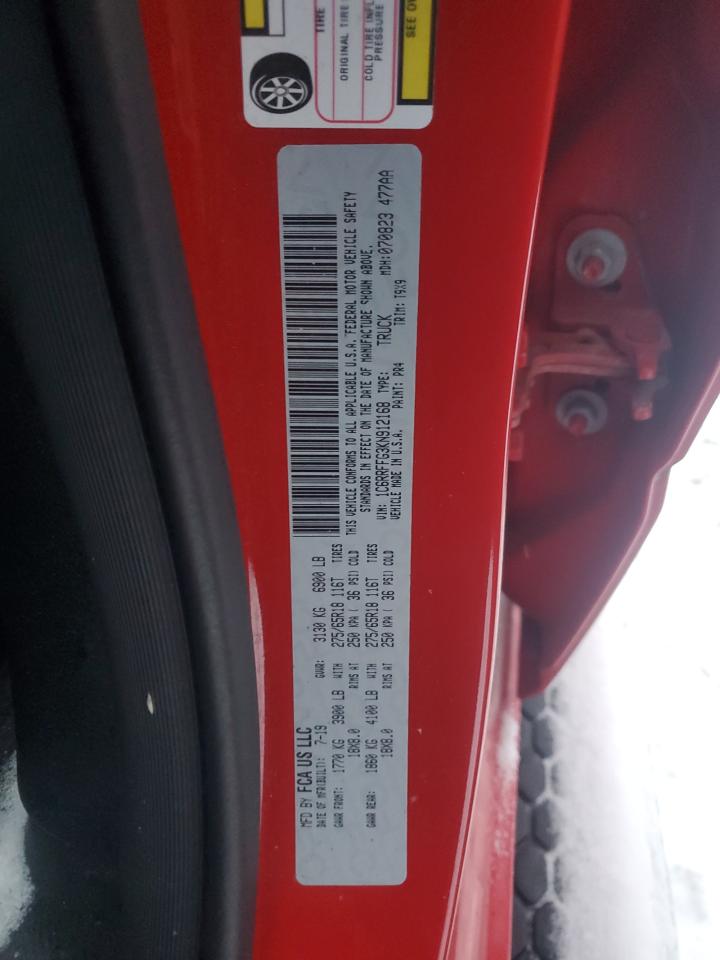 TIRE
ORIGINAL TIRE
COLD TIRE INFL
PRESSURE
SEE OW
MFD BY FCA US LLC
DATE OF MFR(BUILT): 7-19 GVWR: 3130 KG 6900 LB
GAWR FRONT: 1770 KG 3900 LB WITH 275/65R18 116T TIRES
18X8.0 RIMS AT 250 KPA ( 36 PSI) COLD
GAWR REAR: 1860 KG 4100 LB WITH 275/65R18 116T TIRES
18X8.0 RIMS AT 250 KPA ( 36 PSI) COLD
THIS VEHICLE CONFORMS TO ALL APPLICABLE U.S.A. FEDERAL MOTOR VEHICLE SAFETY
STANDARDS IN EFFECT ON THE DATE OF MANUFACTURE SHOWN ABOVE.
VIN: 1C6RRFFG3KN912168 TYPE: TRUCK MDH:070823 477AA
VEHICLE MADE IN U.S.A. PAINT: PR4 TRIM: T9X9